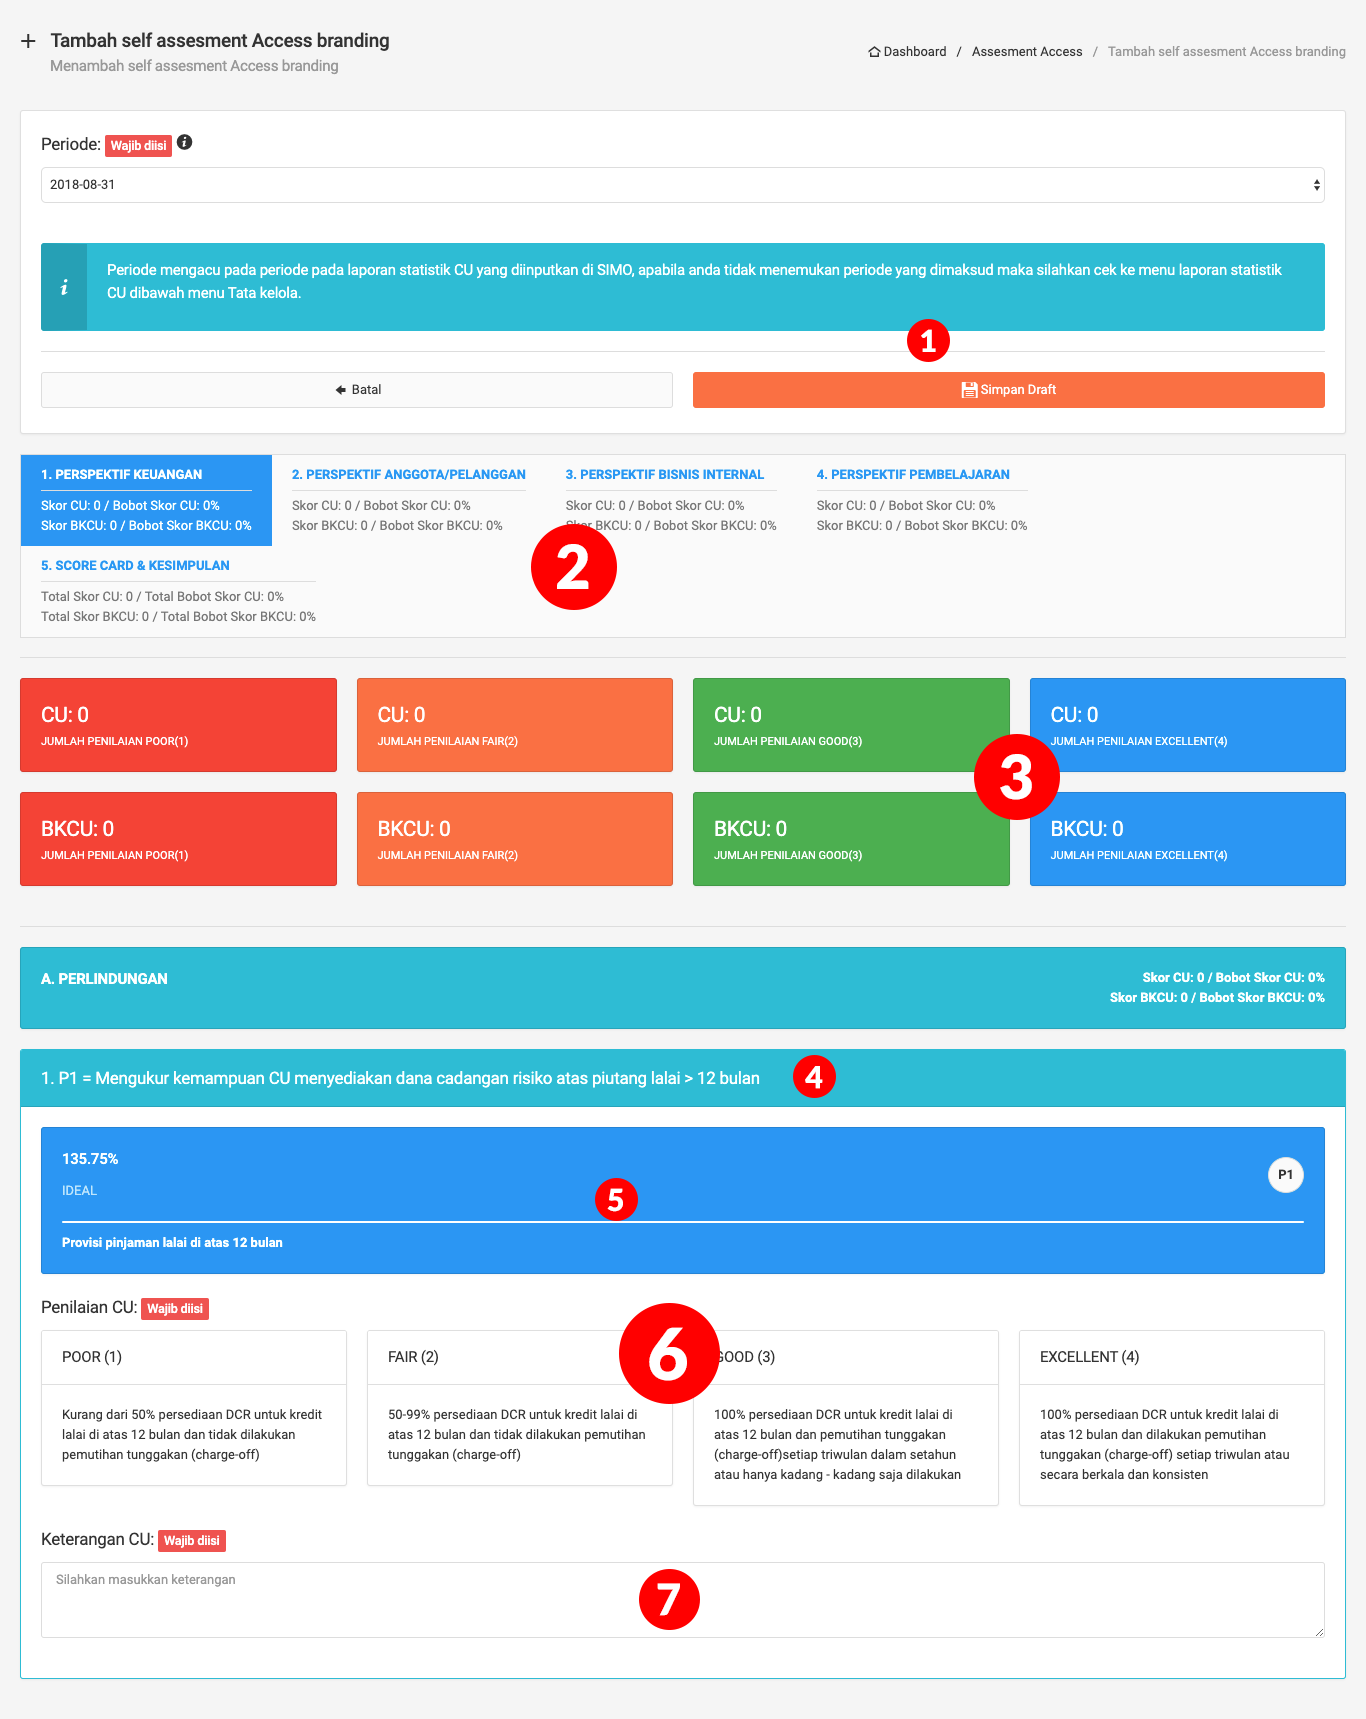 Tambah self assesment Access branding
Menambah self assesment Access branding
Dashboard / Assesment Access / Tambah self assesment Access branding
Periode: Wajib diisi
2018-08-31
Periode mengacu pada periode pada laporan statistik CU yang diinputkan di SIMO, apabila anda tidak menemukan periode yang dimaksud maka silahkan cek ke menu laporan statistik
CU dibawah menu Tata kelola.
1
Batal
Simpan Draft
1. PERSPEKTIF KEUANGAN
Skor CU: 0 / Bobot Skor CU: 0%
Skor BKCU: 0 / Bobot Skor BKCU: 0%
2. PERSPEKTIF ANGGOTA/PELANGGAN
Skor CU: 0 / Bobot Skor CU: 0%
Skor BKCU: 0 / Bobot Skor BKCU: 0%
3. PERSPEKTIF BISNIS INTERNAL
Skor CU: 0 / Bobot Skor CU: 0%
Skor BKCU: 0 / Bobot Skor BKCU: 0%
4. PERSPEKTIF PEMBELAJARAN
Skor CU: 0 / Bobot Skor CU: 0%
Skor BKCU: 0 / Bobot Skor BKCU: 0%
2
5. SCORE CARD & KESIMPULAN
Total Skor CU: 0 / Total Bobot Skor CU: 0%
Total Skor BKCU: 0 / Total Bobot Skor BKCU: 0%
CU: 0
JUMLAH PENILAIAN POOR(1)
CU: 0
JUMLAH PENILAIAN FAIR(2)
CU: 0
JUMLAH PENILAIAN GOOD(3)
CU: 0
JUMLAH PENILAIAN EXCELLENT(4)
3
BKCU: 0
JUMLAH PENILAIAN POOR(1)
BKCU: 0
JUMLAH PENILAIAN FAIR(2)
BKCU: 0
JUMLAH PENILAIAN GOOD(3)
BKCU: 0
JUMLAH PENILAIAN EXCELLENT(4)
A. PERLINDUNGAN
Skor CU: 0 / Bobot Skor CU: 0%
Skor BKCU: 0 / Bobot Skor BKCU: 0%
1. P1 = Mengukur kemampuan CU menyediakan dana cadangan risiko atas piutang lalai > 12 bulan
4
135.75%
IDEAL
P1
5
Provisi pinjaman lalai di atas 12 bulan
Penilaian CU: Wajib diisi
6
POOR (1)
Kurang dari 50% persediaan DCR untuk kredit
lalai di atas 12 bulan dan tidak dilakukan
pemutihan tunggakan (charge-off)
FAIR (2)
50-99% persediaan DCR untuk kredit lalai di
atas 12 bulan dan tidak dilakukan pemutihan
tunggakan (charge-off)
GOOD (3)
100% persediaan DCR untuk kredit lalai di
atas 12 bulan dan pemutihan tunggakan
(charge-off)setiap triwulan dalam setahun
atau hanya kadang - kadang saja dilakukan
EXCELLENT (4)
100% persediaan DCR untuk kredit lalai di
atas 12 bulan dan dilakukan pemutihan
tunggakan (charge-off) setiap triwulan atau
secara berkala dan konsisten
Keterangan CU: Wajib diisi
Silahkan masukkan keterangan
7